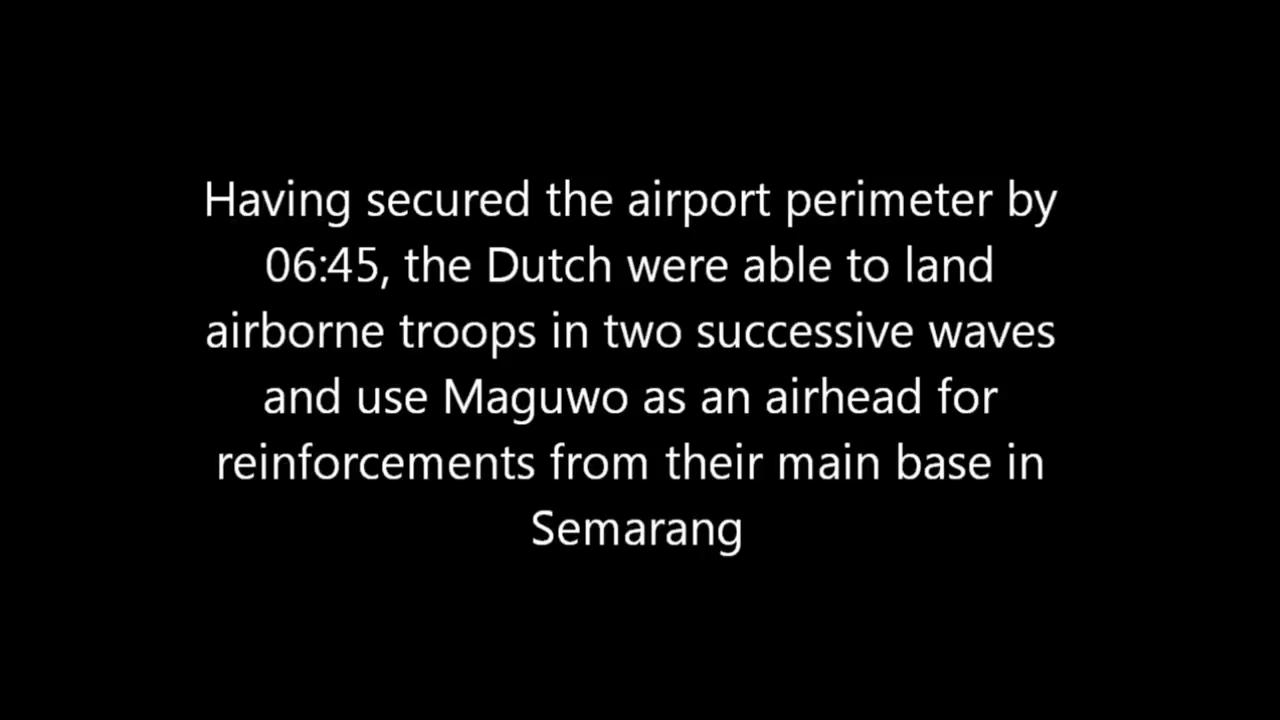 Having secured the airport perimeter by
06:45, the Dutch were able to land
airborne troops in two successive waves
and use Maguwo as an airhead for
reinforcements from their main base in
Semarang